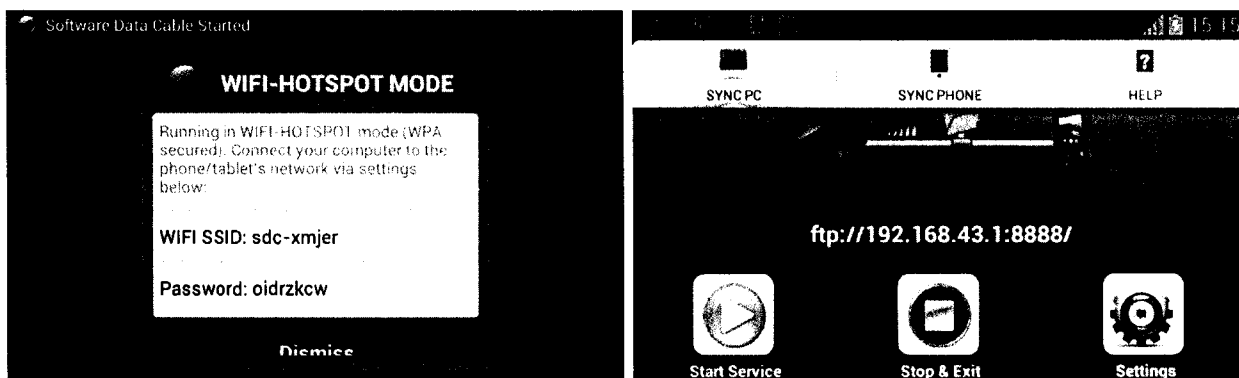 Software Data Cable Started
WIFI-HOTSPOT MODE
Running in WIFI-HOTSPOT mode (WPA
secured). Connect your computer to the
phone/tablet's network via settings
below:
WIFI SSID: sdc-xmjer
Password: oidrzkcw
Dismiss
15:15
SYNC PC
SYNC PHONE
? HELP
ftp://192.168.43.1:8888/
Start Service
Stop & Exit
Settings